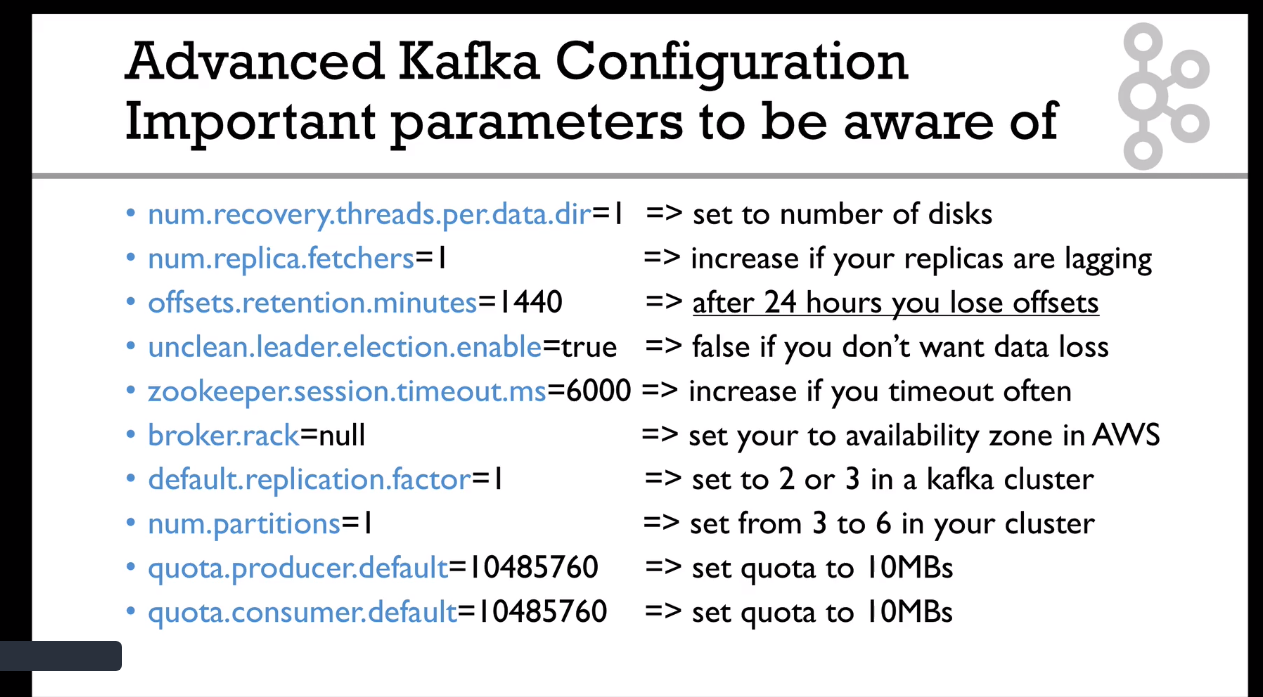 Advanced Kafka Configuration
Important parameters to be aware of
• num.recovery.threads.per.data.dir=1 => set to number of disks
• num.replica.fetchers=1 => increase if your replicas are lagging
• offsets.retention.minutes=1440 => after 24 hours you lose offsets
• unclean.leader.election.enable=true => false if you don't want data loss
• zookeeper.session.timeout.ms=6000 => increase if you timeout often
• broker.rack=null => set your to availability zone in AWS
• default.replication.factor=1 => set to 2 or 3 in a kafka cluster
• num.partitions=1 => set from 3 to 6 in your cluster
• quota.producer.default=10485760 => set quota to 10MBs
• quota.consumer.default=10485760 => set quota to 10MBs